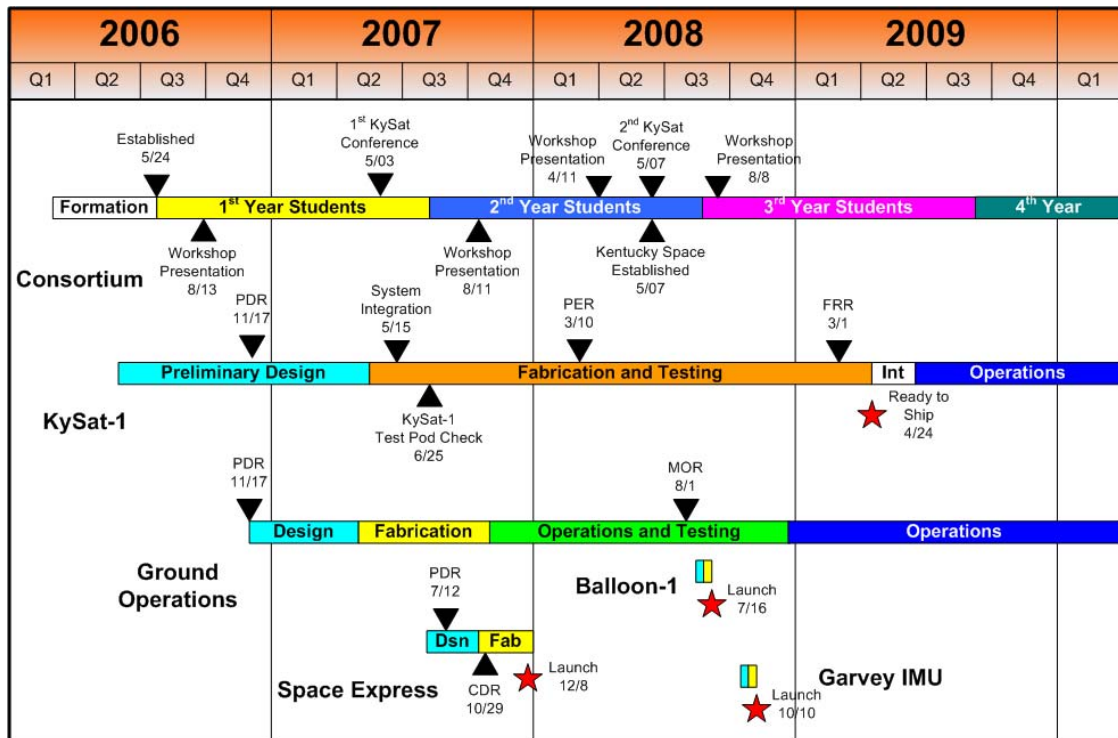 2006 2007 2008 2009
Q1 Q2 Q3 Q4 Q1 Q2 Q3 Q4 Q1 Q2 Q3 Q4 Q1 Q2 Q3 Q4 Q1
Established
5/24
1st KySat
Conference
5/03
Workshop
Presentation
4/11
2nd KySat
Conference
5/07
Workshop
Presentation
8/8
Formation 1st Year Students 2nd Year Students 3rd Year Students 4th Year
Consortium
Workshop
Presentation
8/13
Workshop
Presentation
8/11
Kentucky Space
Established
5/07
PDR
11/17
System
Integration
5/15
PER
3/10
FRR
3/1
Preliminary Design Fabrication and Testing Int Operations
KySat-1
KySat-1
Test Pod Check
6/25
Ready to
Ship
4/24
PDR
11/17
MOR
8/1
Design Fabrication Operations and Testing Operations
Ground
Operations
PDR
7/12
Balloon-1
Launch
7/16
Dsn Fab
Space Express
CDR
10/29
Launch
12/8
Garvey IMU
Launch
10/10